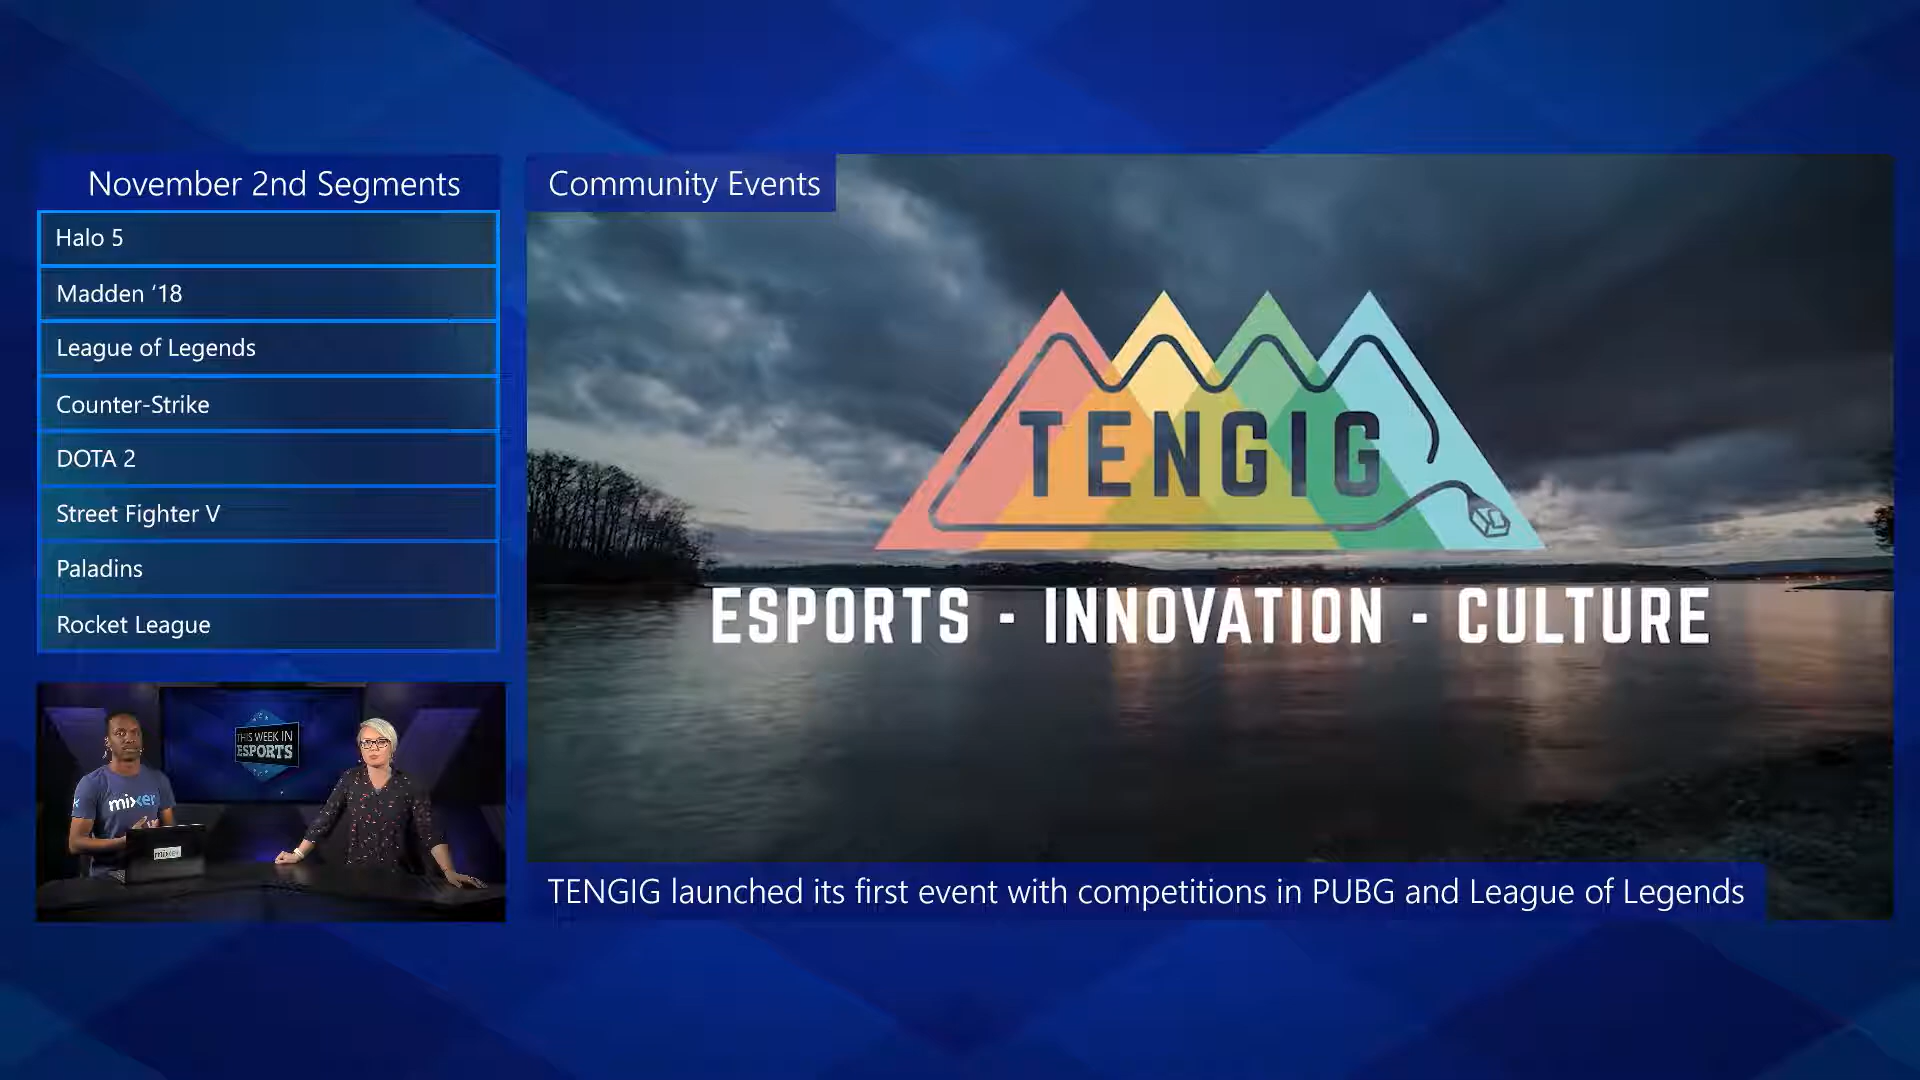 November 2nd Segments
Halo 5
Madden ‘18
League of Legends
Counter-Strike
DOTA 2
Street Fighter V
Paladins
Rocket League
THIS WEEK IN
ESPORTS
mixer
mixer
Community Events
TENGIG
ESPORTS - INNOVATION - CULTURE
TENGIG launched its first event with competitions in PUBG and League of Legends